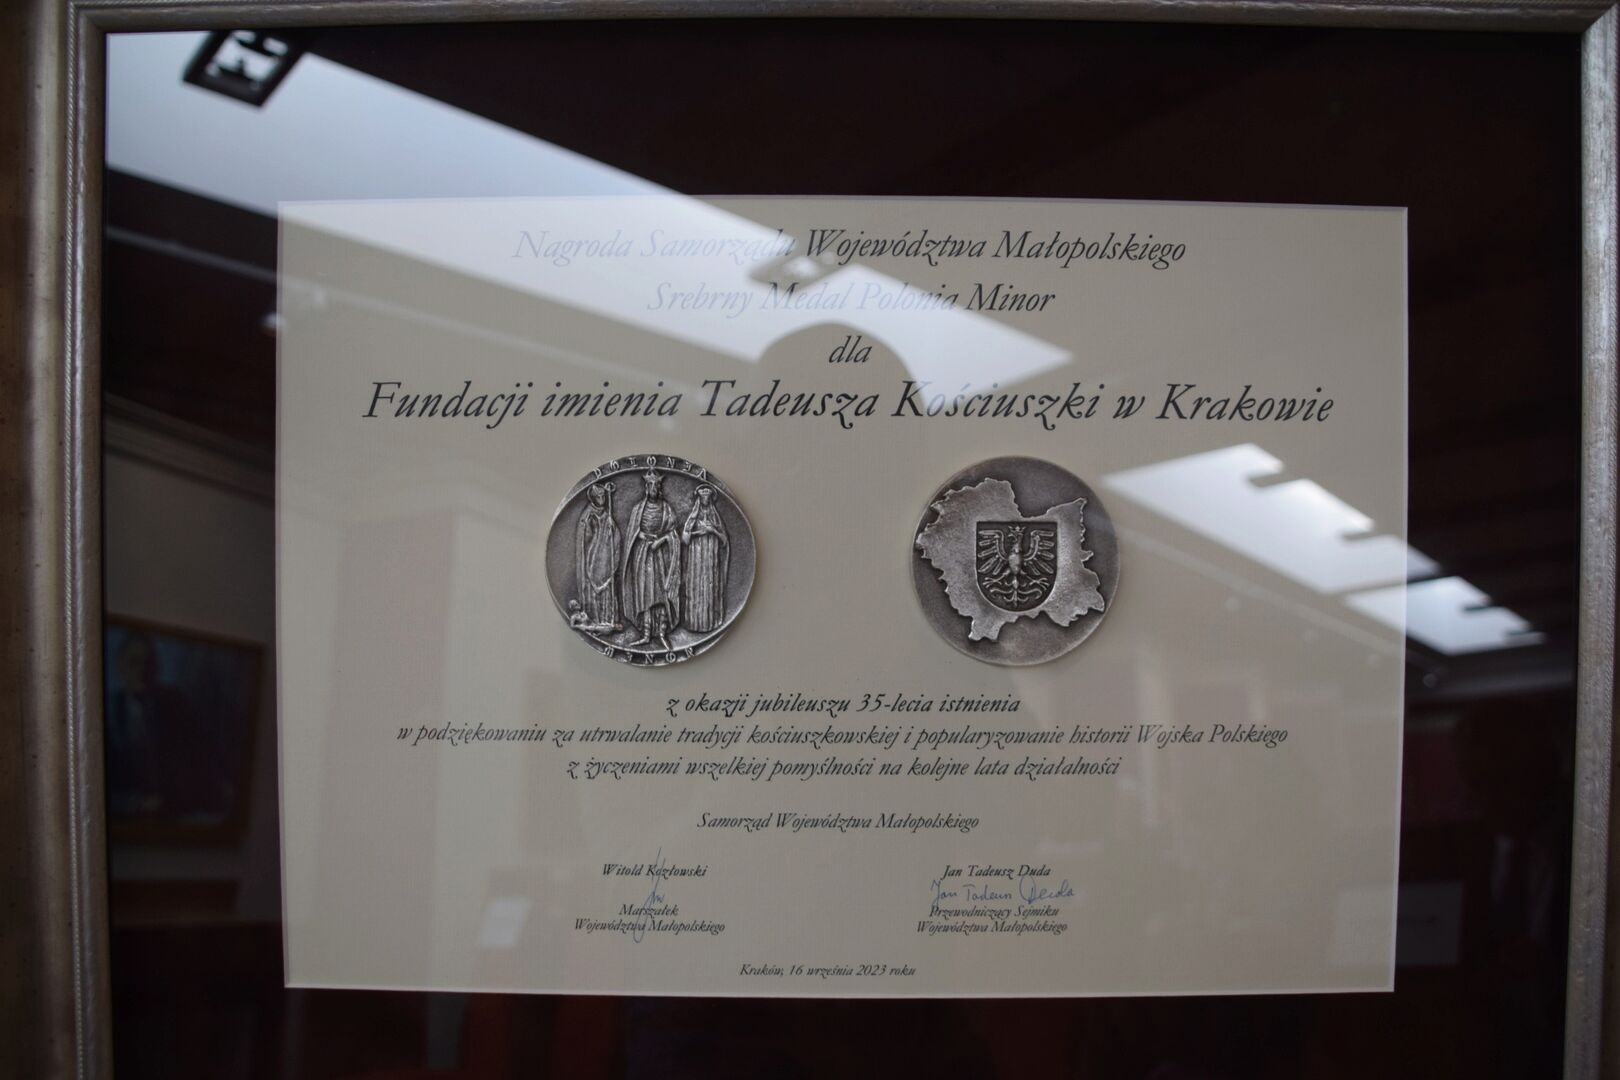 Nagroda Samorządu Województwa Małopolskiego
Srebrny Medal Polonia Minor
dla
Fundacji imienia Tadeusza Kościuszki w Krakowie
POLONIA
MINOR
z okazji jubileuszu 35-lecia istnienia
w podziękowaniu za utrwalanie tradycji kościuszkowskiej i popularyzowanie historii Wojska Polskiego
z życzeniami wszelkiej pomyślności na kolejne lata działalności
Samorząd Województwa Małopolskiego
Witold Kozłowski
Marszałek
Województwa Małopolskiego
Jan Tadeusz Duda
Jan Tadeusz Duda
Przewodniczący Sejmiku
Województwa Małopolskiego
Kraków, 16 września 2023 roku